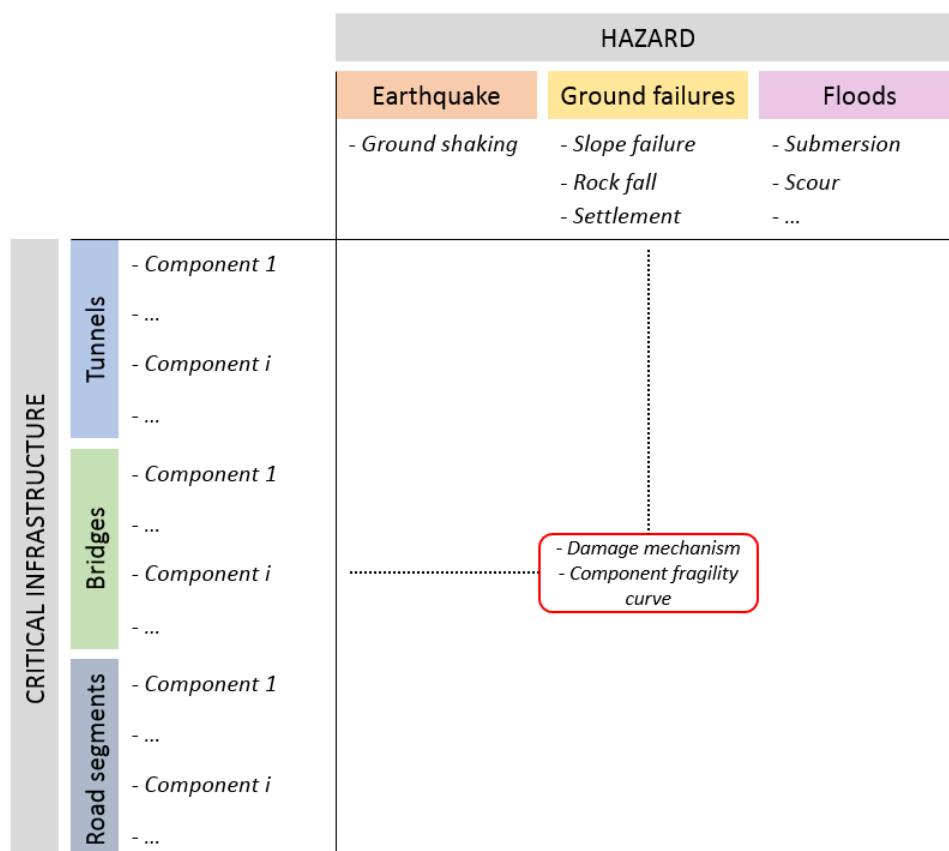 HAZARD
Earthquake
Ground failures
Floods
- Ground shaking
- Slope failure
- Rock fall
- Settlement
- Submersion
- Scour
- ...
CRITICAL INFRASTRUCTURE
Tunnels
- Component 1
- ...
- Component i
- ...
Bridges
- Component 1
- ...
- Component i
- ...
- Damage mechanism
- Component fragility
curve
Road segments
- Component 1
- ...
- Component i
- ...